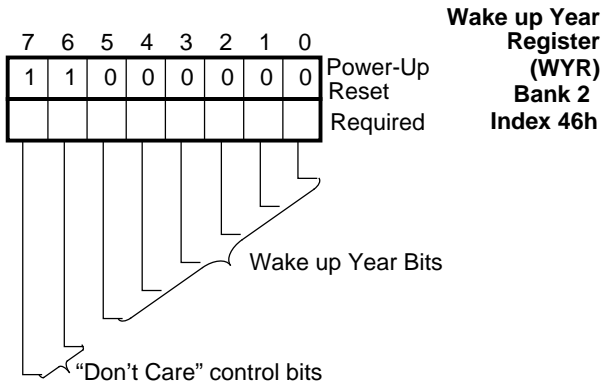 Wake up Year
Register
(WYR)
Bank 2
Index 46h
7 6 5 4 3 2 1 0
1 1 0 0 0 0 0 0
Power-Up
Reset
Required
Wake up Year Bits
“Don’t Care” control bits